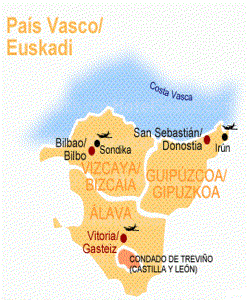 País Vasco/
Euskadi
Costa Vasca
San Sebastián/
Donostia
Irún
Bilbao/
Bilbo
Sondika
VIZCAYA/
BIZCAIA
GUIPÚZCOA/
GIPUZKOA
ÁLAVA
Vitoria/
Gasteiz
CONDADO DE TREVIÑO
(CASTILLA Y LEÓN)